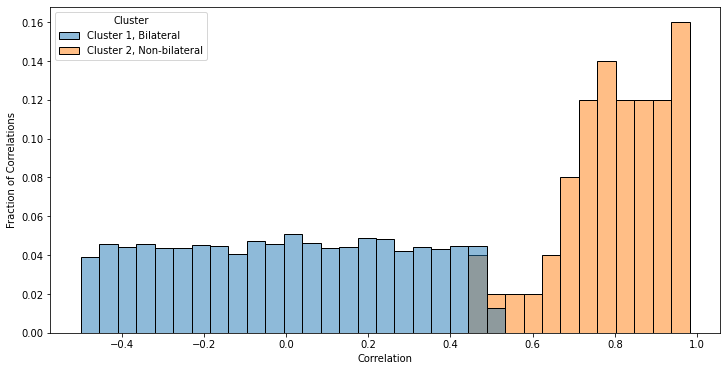 Cluster
Cluster 1, Bilateral
Cluster 2, Non-bilateral
Fraction of Correlations
0.16
0.14
0.12
0.10
0.08
0.06
0.04
0.02
0.00
−0.4 −0.2 0.0 0.2 0.4 0.6 0.8 1.0
Correlation